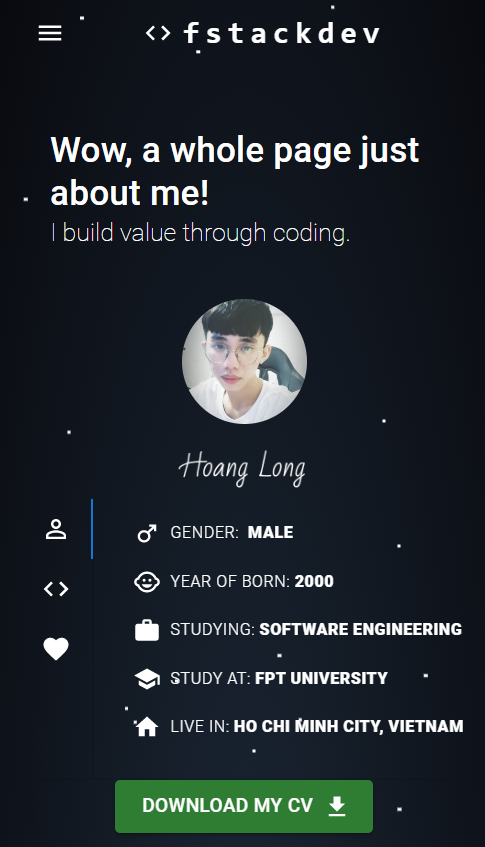 fstackdev
Wow, a whole page just
about me!
I build value through coding.
Hoang Long
GENDER: MALE
YEAR OF BORN: 2000
STUDYING: SOFTWARE ENGINEERING
STUDY AT: FPT UNIVERSITY
LIVE IN: HO CHI MINH CITY, VIETNAM
DOWNLOAD MY CV